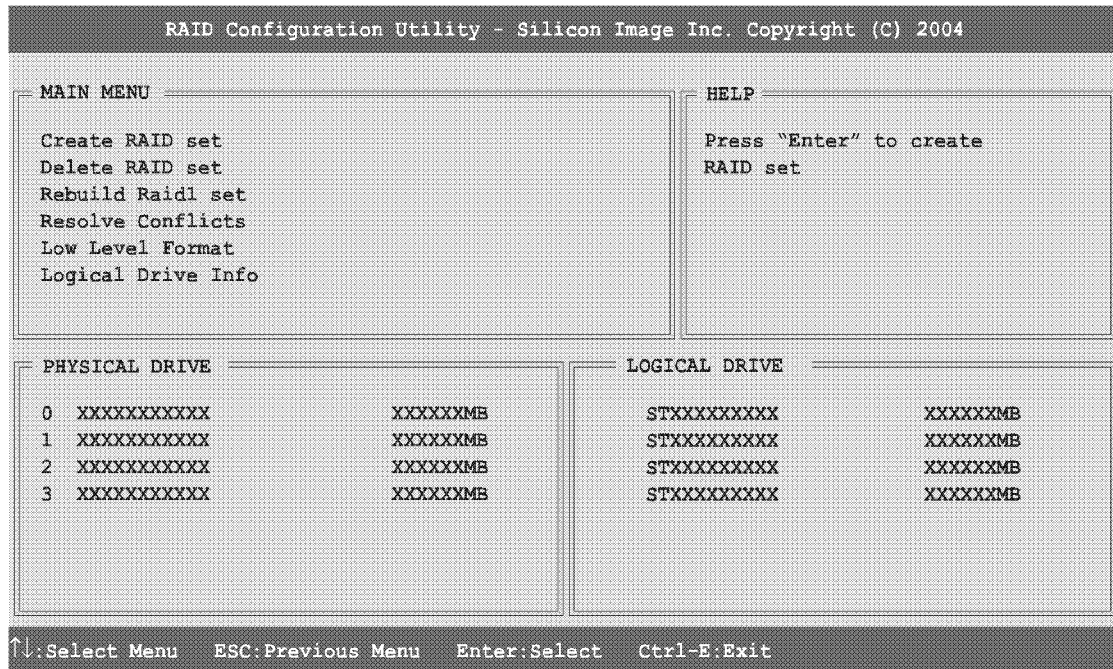 RAID Configuration Utility - Silicon Image Inc. Copyright (C) 2004
MAIN MENU
Create RAID set
Delete RAID set
Rebuild Raid1 set
Resolve Conflicts
Low Level Format
Logical Drive Info
HELP
Press “Enter” to create
RAID set
PHYSICAL DRIVE
0 XXXXXXXXXXX XXXXXXMB
1 XXXXXXXXXXX XXXXXXMB
2 XXXXXXXXXXX XXXXXXMB
3 XXXXXXXXXXX XXXXXXMB
LOGICAL DRIVE
STXXXXXXXXX XXXXXXMB
STXXXXXXXXX XXXXXXMB
STXXXXXXXXX XXXXXXMB
STXXXXXXXXX XXXXXXMB
↑↓:Select Menu ESC:Previous Menu Enter:Select Ctrl-E:Exit